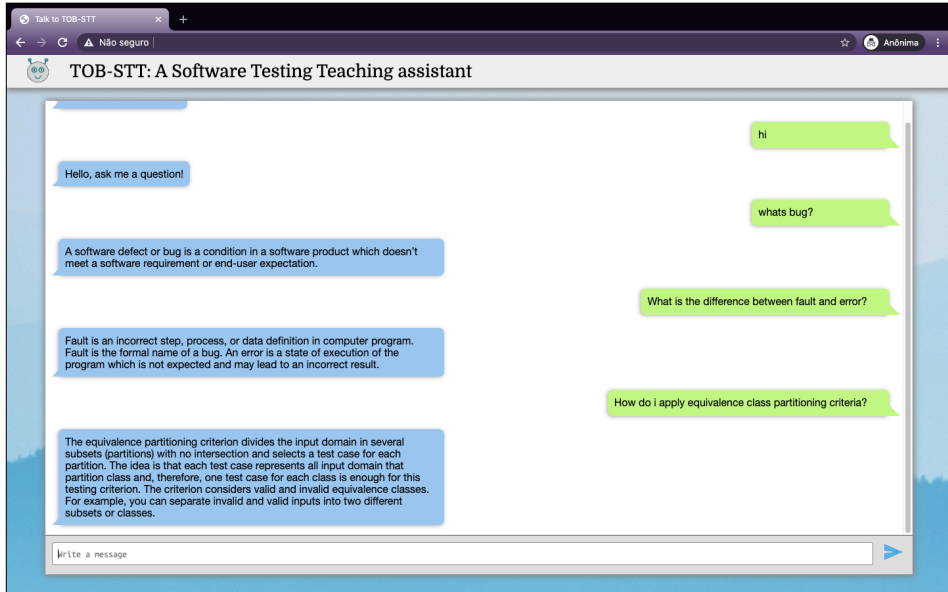 Talk to TOB-STT
Não seguro
Anônima
TOB-STT: A Software Testing Teaching assistant
hi
Hello, ask me a question!
whats bug?
A software defect or bug is a condition in a software product which doesn't
meet a software requirement or end-user expectation.
What is the difference between fault and error?
Fault is an incorrect step, process, or data definition in computer program.
Fault is the formal name of a bug. An error is a state of execution of the
program which is not expected and may lead to an incorrect result.
How do i apply equivalence class partitioning criteria?
The equivalence partitioning criterion divides the input domain in several
subsets (partitions) with no intersection and selects a test case for each
partition. The idea is that each test case represents all input domain that
partition class and, therefore, one test case for each class is enough for this
testing criterion. The criterion considers valid and invalid equivalence classes.
For example, you can separate invalid and valid inputs into two different
subsets or classes.
Write a message